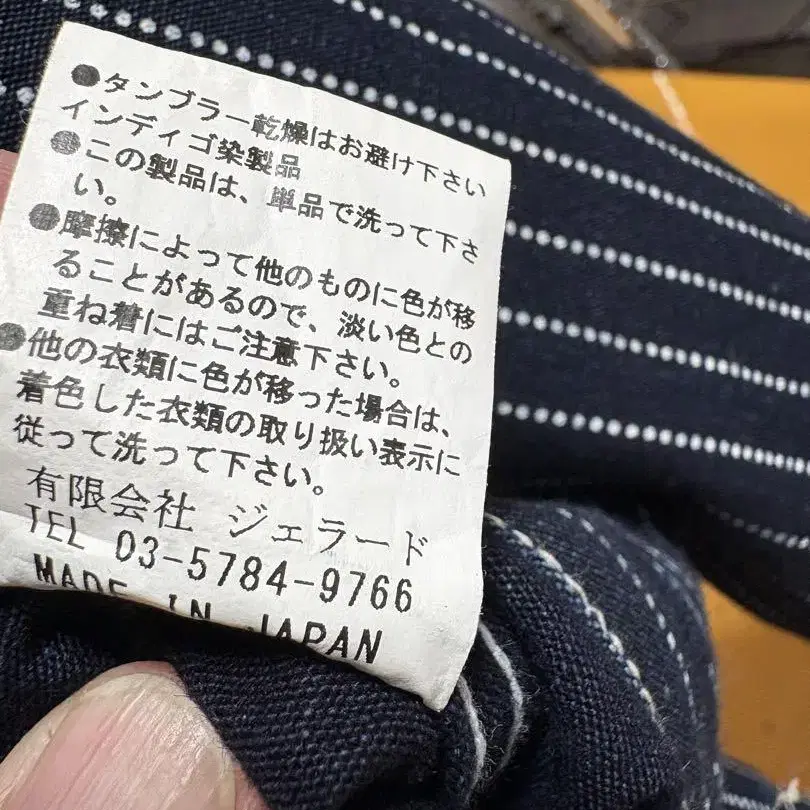 ●タンブラー乾燥はお避け下さい
インディゴ染製品
●この製品は、単品で洗って下さ
い。
●摩擦によって他のものに色が移
ることがあるので、淡い色との
重ね着にはご注意下さい。
●他の衣類に色が移った場合は、
着色した衣類の取り扱い表示に
従って洗って下さい。
有限会社 ジェラード
TEL 03-5784-9766
MADE IN JAPAN